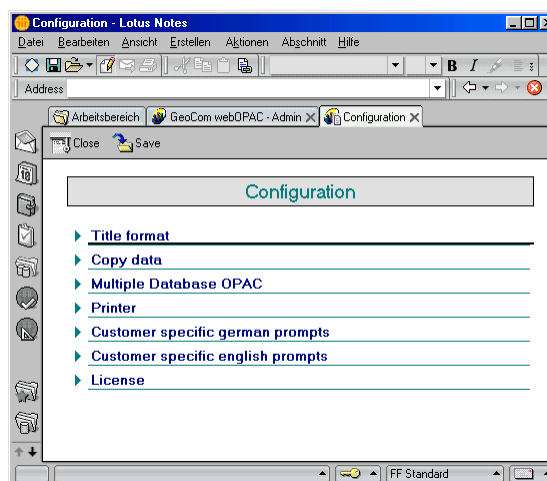 Configuration - Lotus Notes
Datei Bearbeiten Ansicht Erstellen Aktionen Abschnitt Hilfe
B I
Address
Arbeitsbereich GeoCom webOPAC - Admin Configuration
Close Save
10
Configuration
Title format
Copy data
Multiple Database OPAC
Printer
Customer specific german prompts
Customer specific english prompts
License
FF Standard